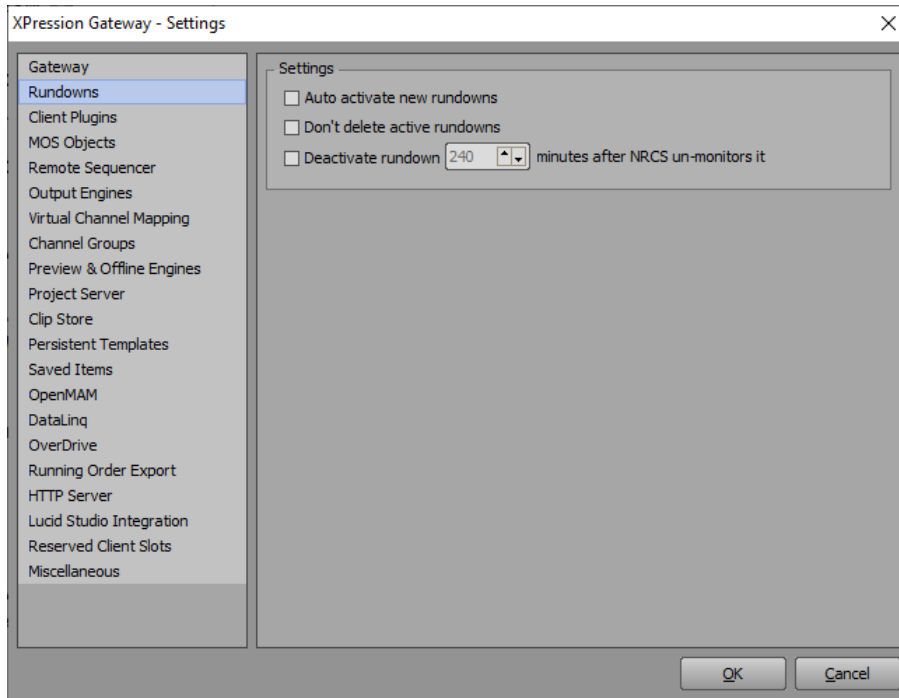 XPression Gateway - Settings
Gateway
Rundowns
Client Plugins
MOS Objects
Remote Sequencer
Output Engines
Virtual Channel Mapping
Channel Groups
Preview & Offline Engines
Project Server
Clip Store
Persistent Templates
Saved Items
OpenMAM
DataLinq
OverDrive
Running Order Export
HTTP Server
Lucid Studio Integration
Reserved Client Slots
Miscellaneous
Settings
Auto activate new rundowns
Don't delete active rundowns
Deactivate rundown 240 minutes after NRCS un-monitors it
OK
Cancel